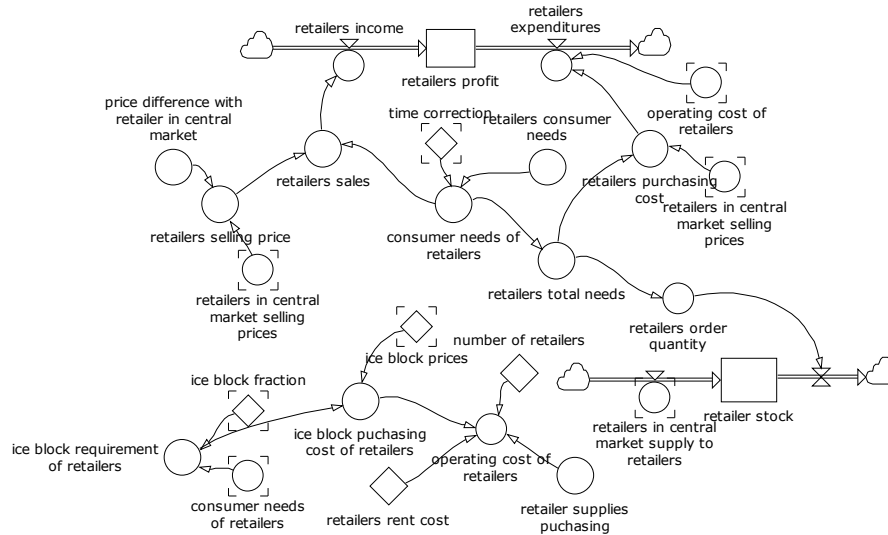 retailers income
retailers
expenditures
retailers profit
price difference with
retailer in central
market
time correction
retailers consumer
needs
operating cost of
retailers
retailers sales
retailers purchasing
cost
retailers in central
market selling
prices
retailers selling price
consumer needs of
retailers
retailers in central
market selling
prices
retailers total needs
retailers order
quantity
ice block prices
number of retailers
ice block fraction
retailer stock
retailers in central
market supply to
retailers
ice block puchasing
cost of retailers
ice block requirement
of retailers
operating cost of
retailers
consumer needs
of retailers
retailers rent cost
retailer supplies
puchasing